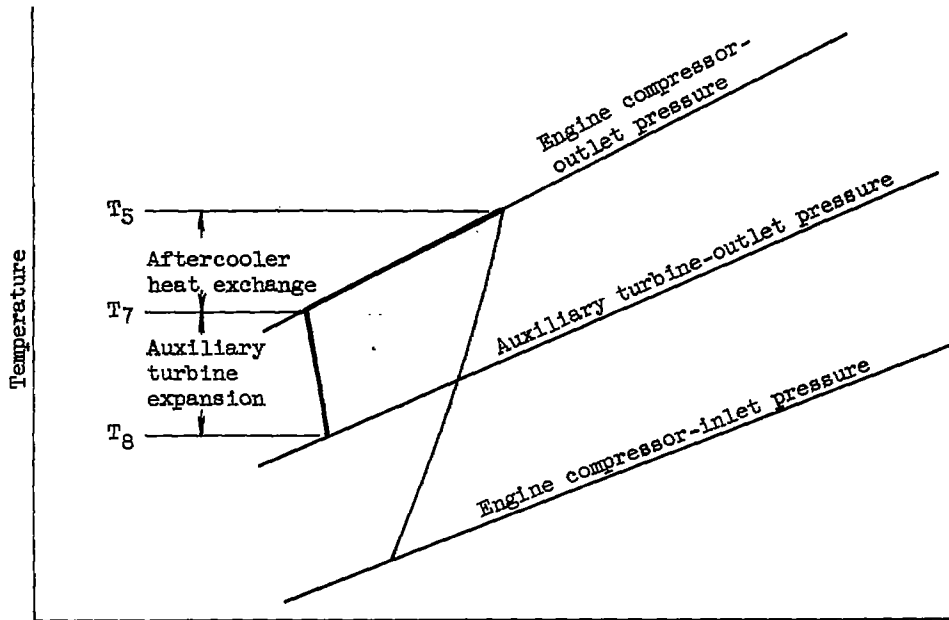 Engine compressor-
outlet pressure
T5
Aftercooler
heat exchange
T7
Auxiliary
turbine
expansion
T8
Temperature
Auxiliary turbine-outlet pressure
Engine compressor-inlet pressure